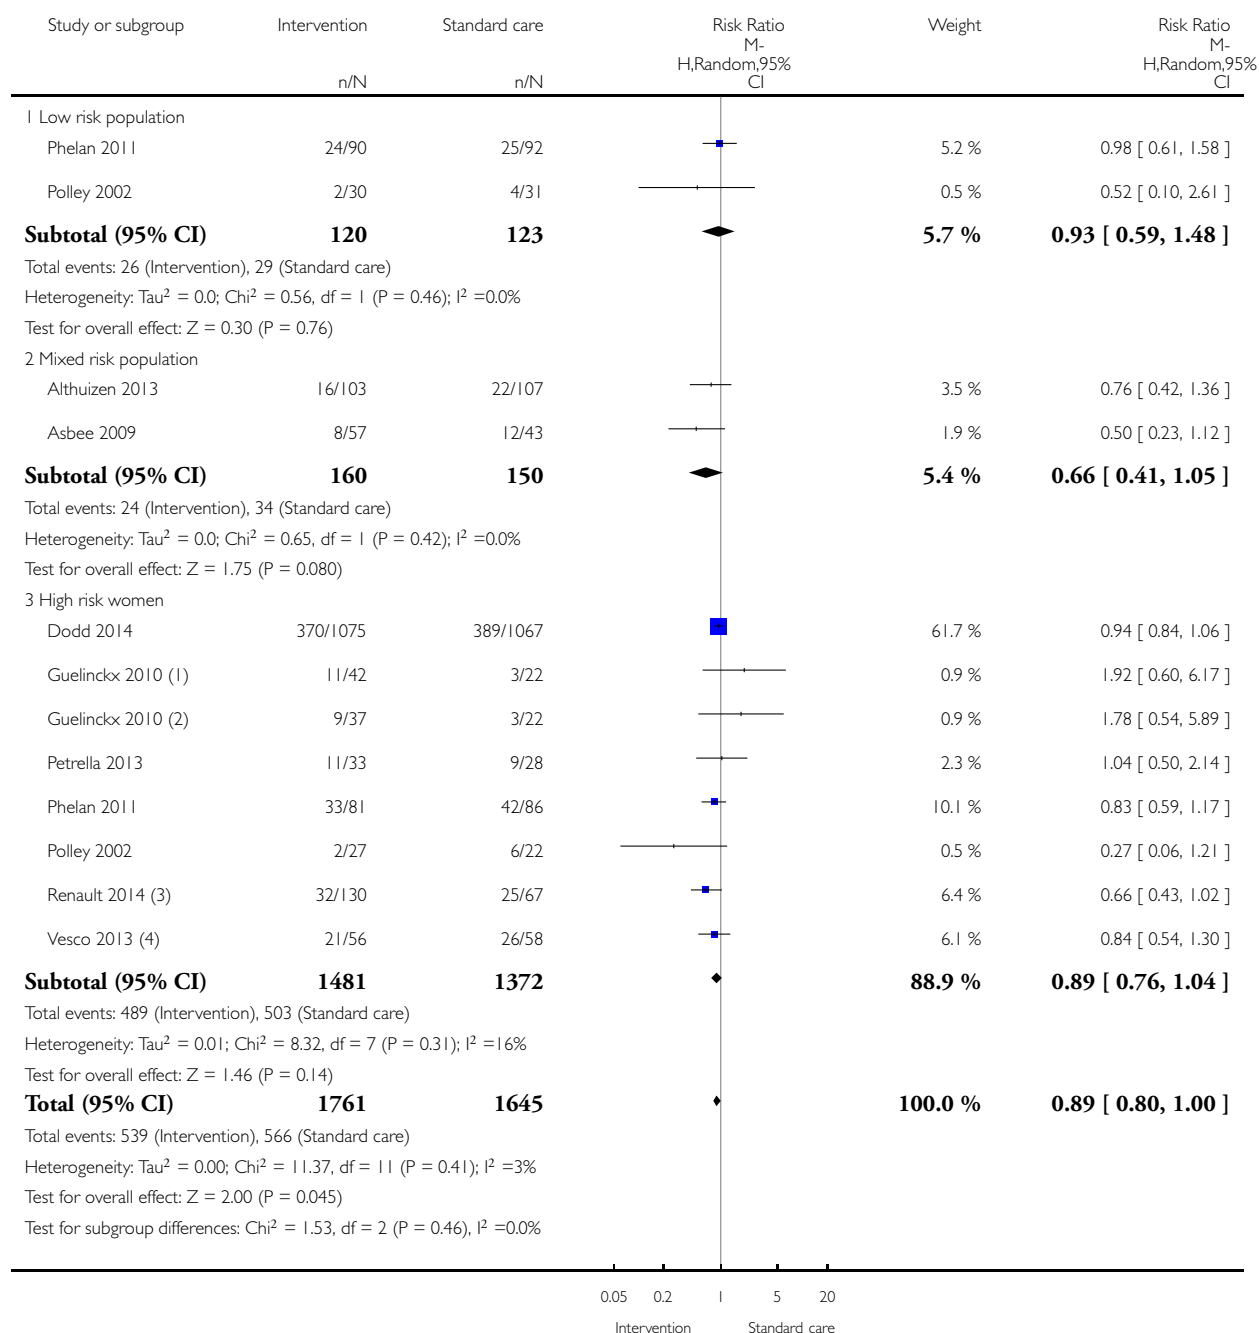 Study or subgroup Intervention Standard care Risk Ratio Weight Risk Ratio
M- M-
H,Random,95% H,Random,95%
n/N n/N CI CI
1 Low risk population
Phelan 2011 24/90 25/92 5.2 % 0.98 [ 0.61, 1.58 ]
Polley 2002 2/30 4/31 0.5 % 0.52 [ 0.10, 2.61 ]
Subtotal (95% CI) 120 123 5.7 % 0.93 [ 0.59, 1.48 ]
Total events: 26 (Intervention), 29 (Standard care)
Heterogeneity: Tau² = 0.0; Chi² = 0.56, df = 1 (P = 0.46); I² =0.0%
Test for overall effect: Z = 0.30 (P = 0.76)
2 Mixed risk population
Althuizen 2013 16/103 22/107 3.5 % 0.76 [ 0.42, 1.36 ]
Asbee 2009 8/57 12/43 1.9 % 0.50 [ 0.23, 1.12 ]
Subtotal (95% CI) 160 150 5.4 % 0.66 [ 0.41, 1.05 ]
Total events: 24 (Intervention), 34 (Standard care)
Heterogeneity: Tau² = 0.0; Chi² = 0.65, df = 1 (P = 0.42); I² =0.0%
Test for overall effect: Z = 1.75 (P = 0.080)
3 High risk women
Dodd 2014 370/1075 389/1067 61.7 % 0.94 [ 0.84, 1.06 ]
Guelinckx 2010 (1) 11/42 3/22 0.9 % 1.92 [ 0.60, 6.17 ]
Guelinckx 2010 (2) 9/37 3/22 0.9 % 1.78 [ 0.54, 5.89 ]
Petrella 2013 11/33 9/28 2.3 % 1.04 [ 0.50, 2.14 ]
Phelan 2011 33/81 42/86 10.1 % 0.83 [ 0.59, 1.17 ]
Polley 2002 2/27 6/22 0.5 % 0.27 [ 0.06, 1.21 ]
Renault 2014 (3) 32/130 25/67 6.4 % 0.66 [ 0.43, 1.02 ]
Vesco 2013 (4) 21/56 26/58 6.1 % 0.84 [ 0.54, 1.30 ]
Subtotal (95% CI) 1481 1372 88.9 % 0.89 [ 0.76, 1.04 ]
Total events: 489 (Intervention), 503 (Standard care)
Heterogeneity: Tau² = 0.01; Chi² = 8.32, df = 7 (P = 0.31); I² =16%
Test for overall effect: Z = 1.46 (P = 0.14)
Total (95% CI) 1761 1645 100.0 % 0.89 [ 0.80, 1.00 ]
Total events: 539 (Intervention), 566 (Standard care)
Heterogeneity: Tau² = 0.00; Chi² = 11.37, df = 11 (P = 0.41); I² =3%
Test for overall effect: Z = 2.00 (P = 0.045)
Test for subgroup differences: Chi² = 1.53, df = 2 (P = 0.46), I² =0.0%
0.05 0.2 1 5 20
Intervention Standard care